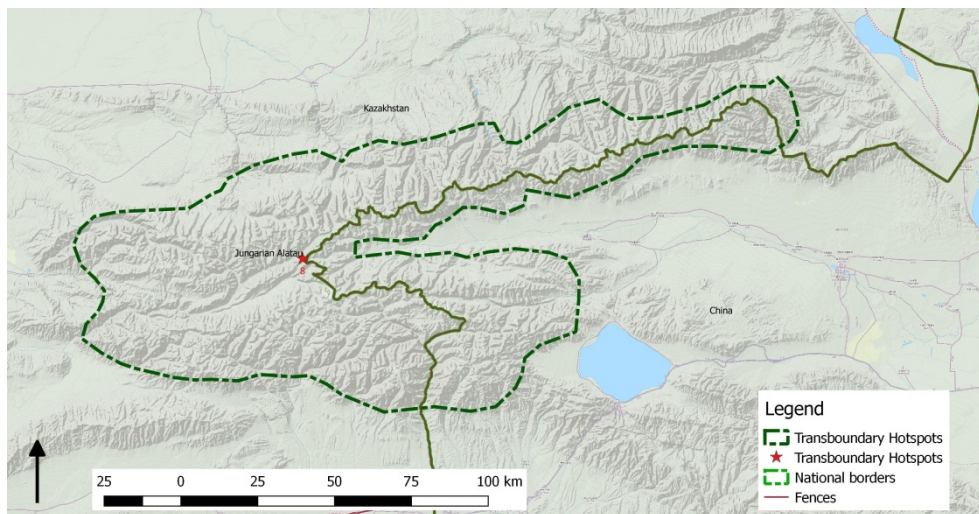 Kazakhstan
Jungarian Alatau
8
China
Legend
Transboundary Hotspots
Transboundary Hotspots
National borders
Fences
25 0 25 50 75 100 km